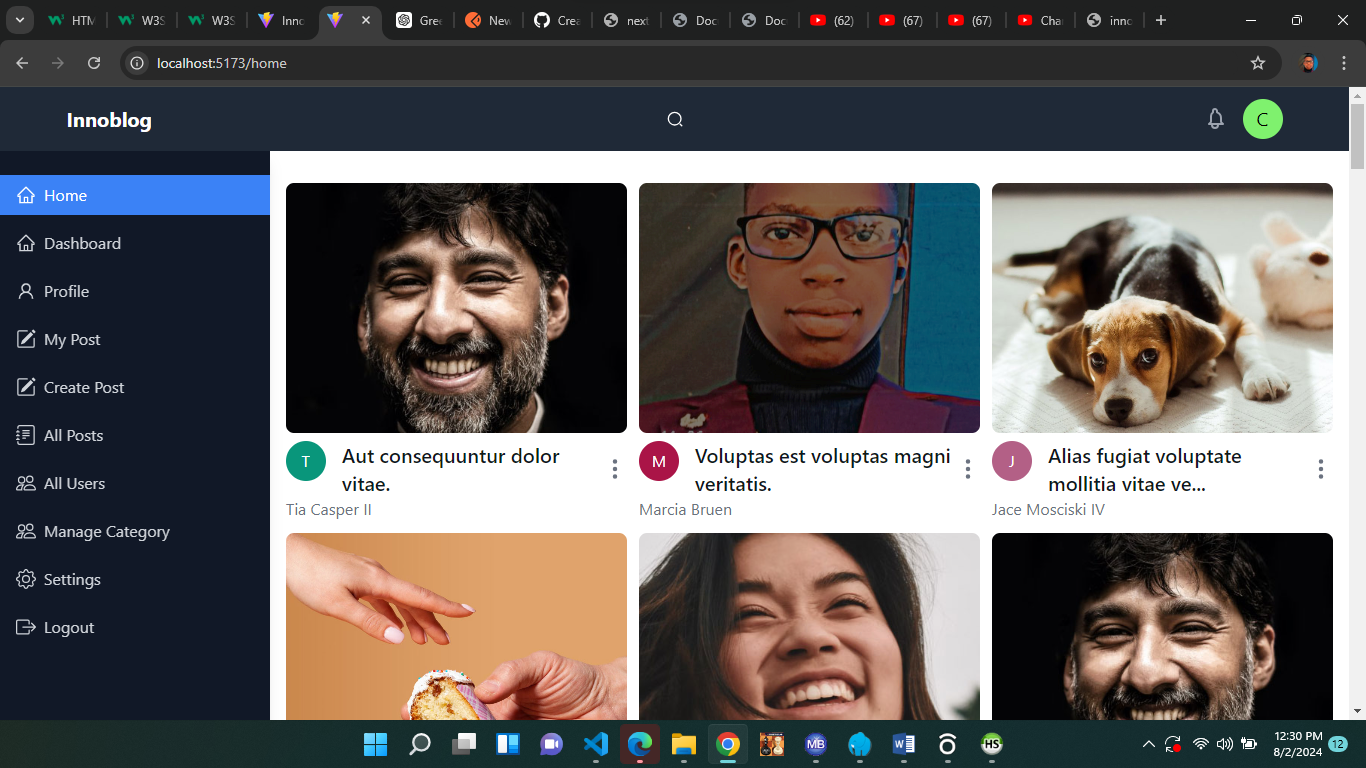 HTM
W3S
W3S
Inno
Gree
New
Crea
next
Doc
Doc
(62)
(67)
(67)
Cha
inno
localhost:5173/home
Innoblog
C
Home
Dashboard
Profile
My Post
Create Post
All Posts
All Users
Manage Category
Settings
Logout
T
Aut consequuntur dolor
vitae.
Tia Casper II
M
Voluptas est voluptas magni
veritatis.
Marcia Bruen
J
Alias fugiat voluptate
mollitia vitae ve...
Jace Mosciski IV
MB
HS
12:30 PM
8/2/2024
12